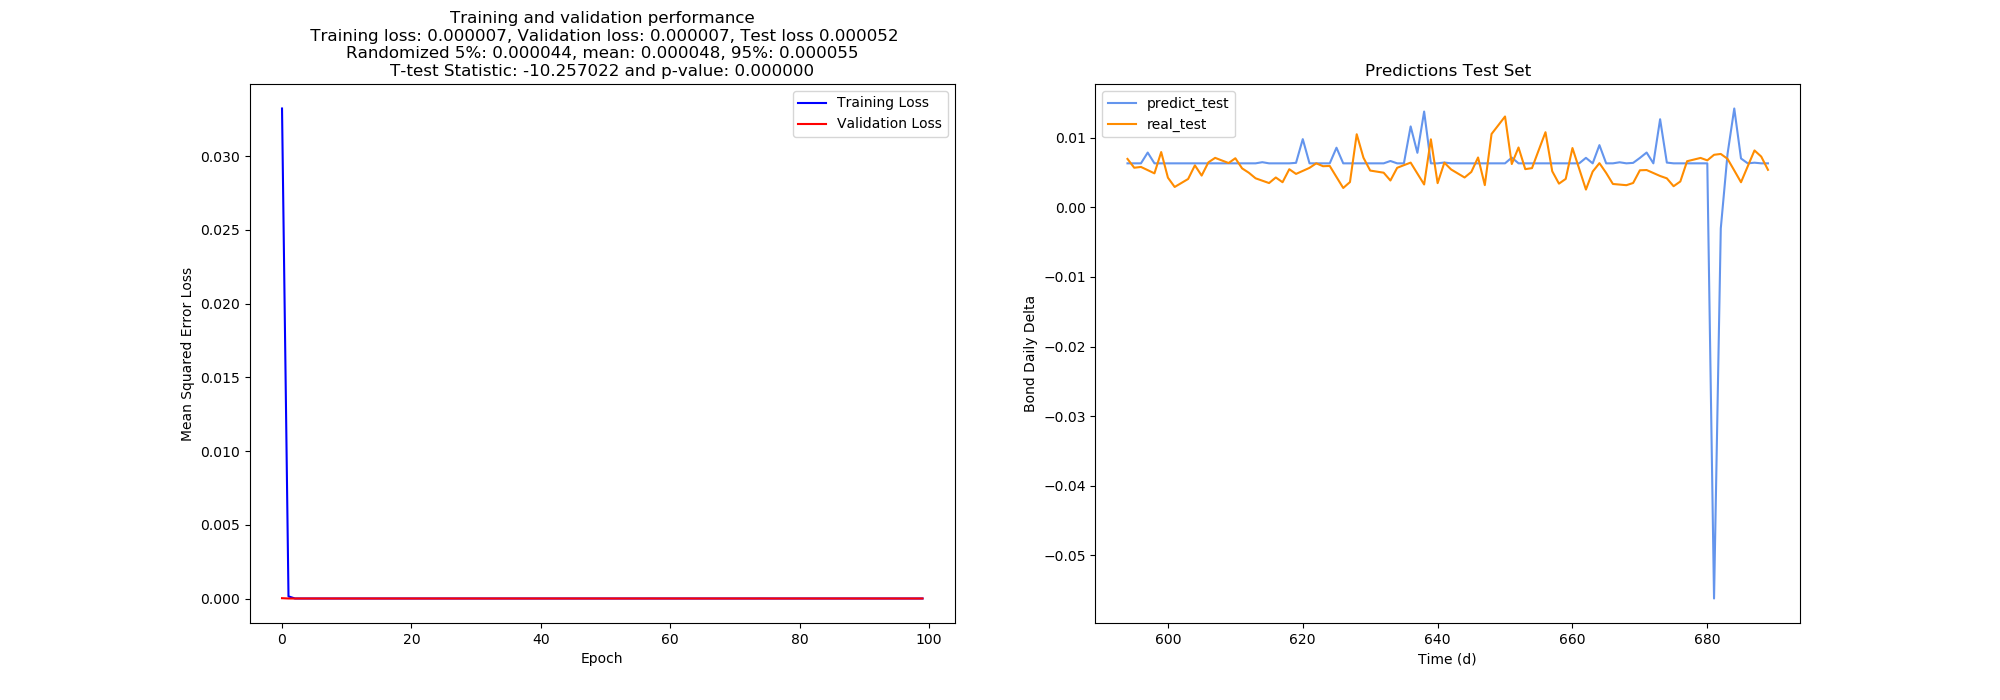 Training and validation performance
Training loss: 0.000007, Validation loss: 0.000007, Test loss 0.000052
Randomized 5%: 0.000044, mean: 0.000048, 95%: 0.000055
T-test Statistic: -10.257022 and p-value: 0.000000
Training Loss
Validation Loss
Mean Squared Error Loss
0.030
0.025
0.020
0.015
0.010
0.005
0.000
0
20
40
60
80
100
Epoch
Predictions Test Set
predict_test
real_test
Bond Daily Delta
0.01
0.00
−0.01
−0.02
−0.03
−0.04
−0.05
600
620
640
660
680
Time (d)